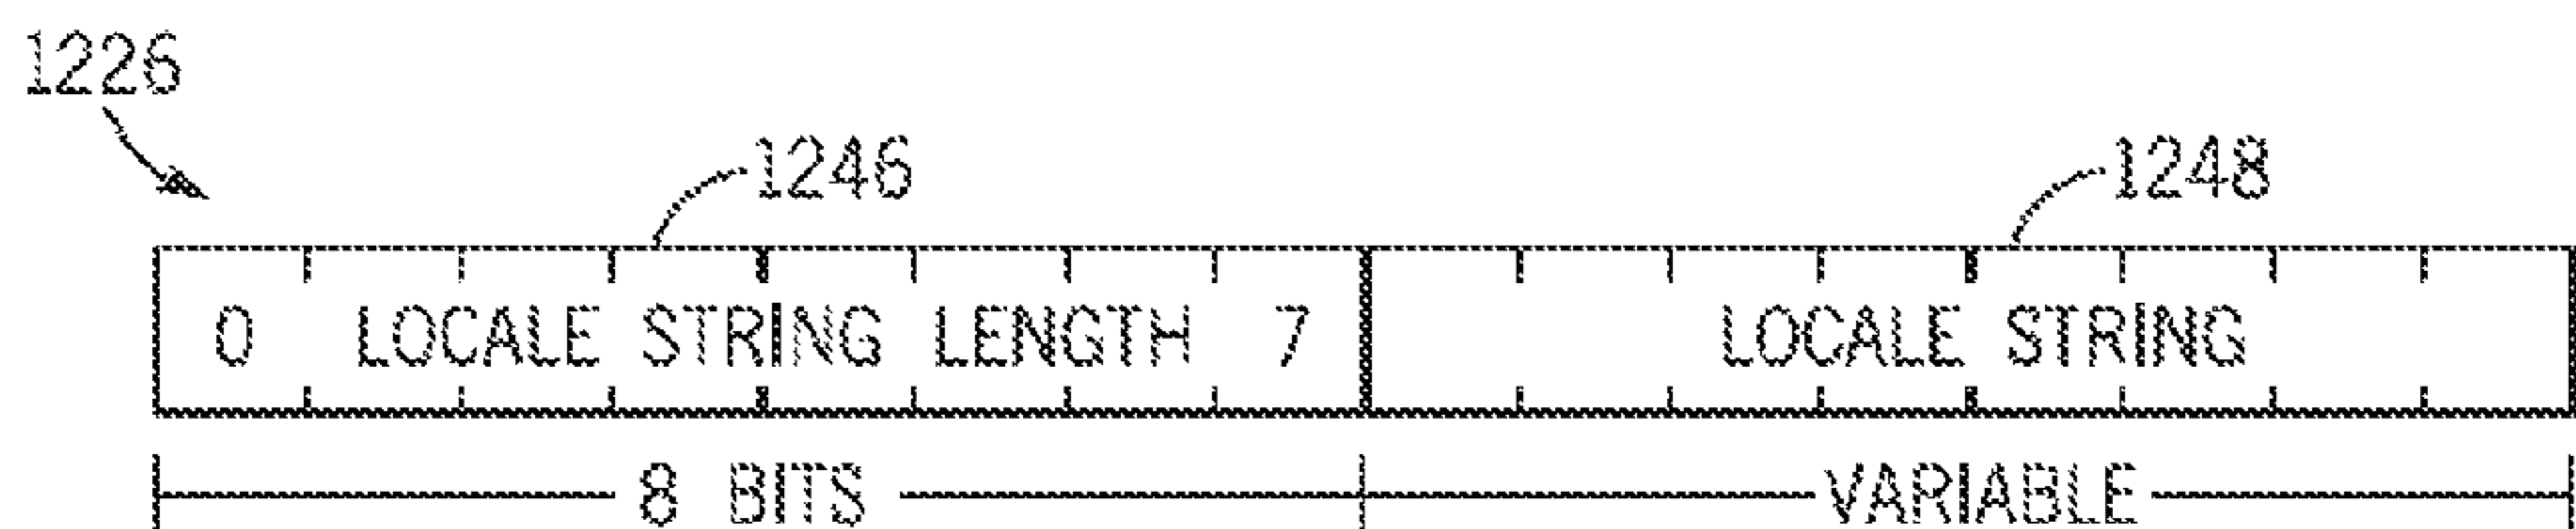 1226
1246 1248
0 LOCALE STRING LENGTH 7 LOCALE STRING
8 BITS VARIABLE